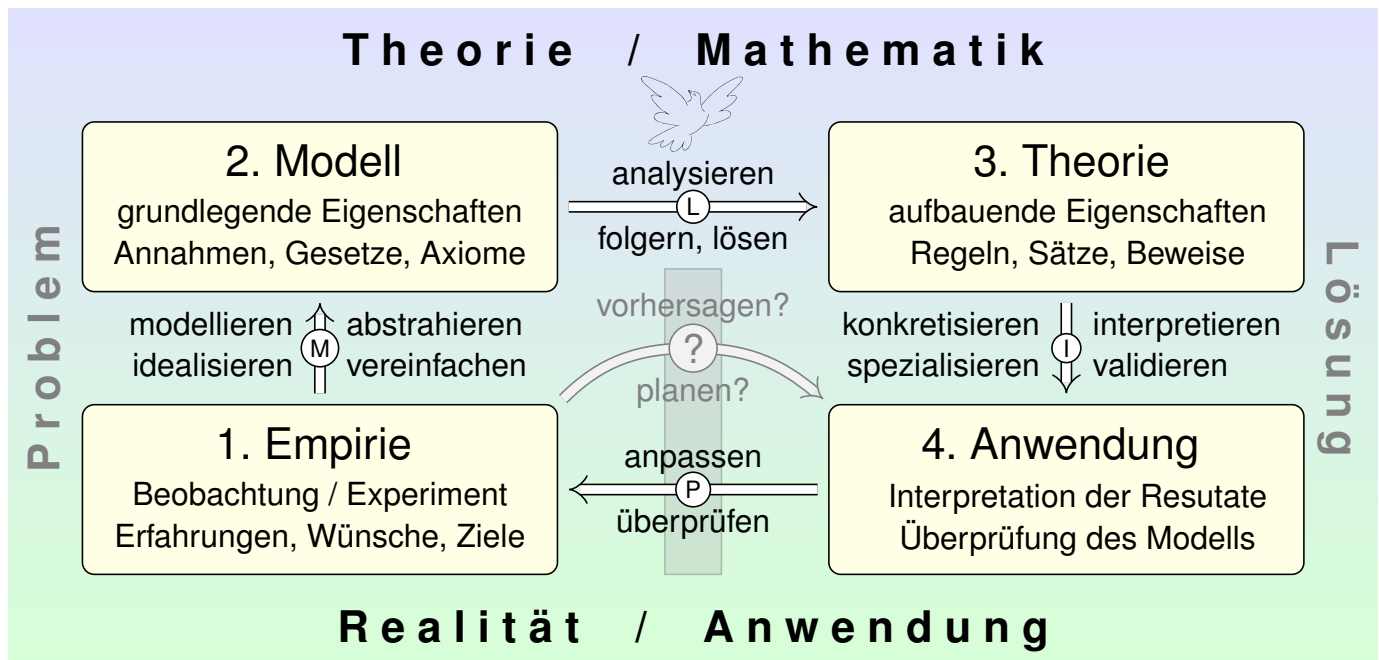 Theorie / Mathematik
2. Modell
grundlegende Eigenschaften
Annahmen, Gesetze, Axiome
analysieren
L
folgern, lösen
3. Theorie
aufbauende Eigenschaften
Regeln, Sätze, Beweise
Problem
modellieren
idealisieren
M
abstrahieren
vereinfachen
vorhersagen?
?
planen?
konkretisieren
spezialisieren
I
interpretieren
validieren
Lösung
1. Empirie
Beobachtung / Experiment
Erfahrungen, Wünsche, Ziele
anpassen
P
überprüfen
4. Anwendung
Interpretation der Resutate
Überprüfung des Modells
Realität / Anwendung